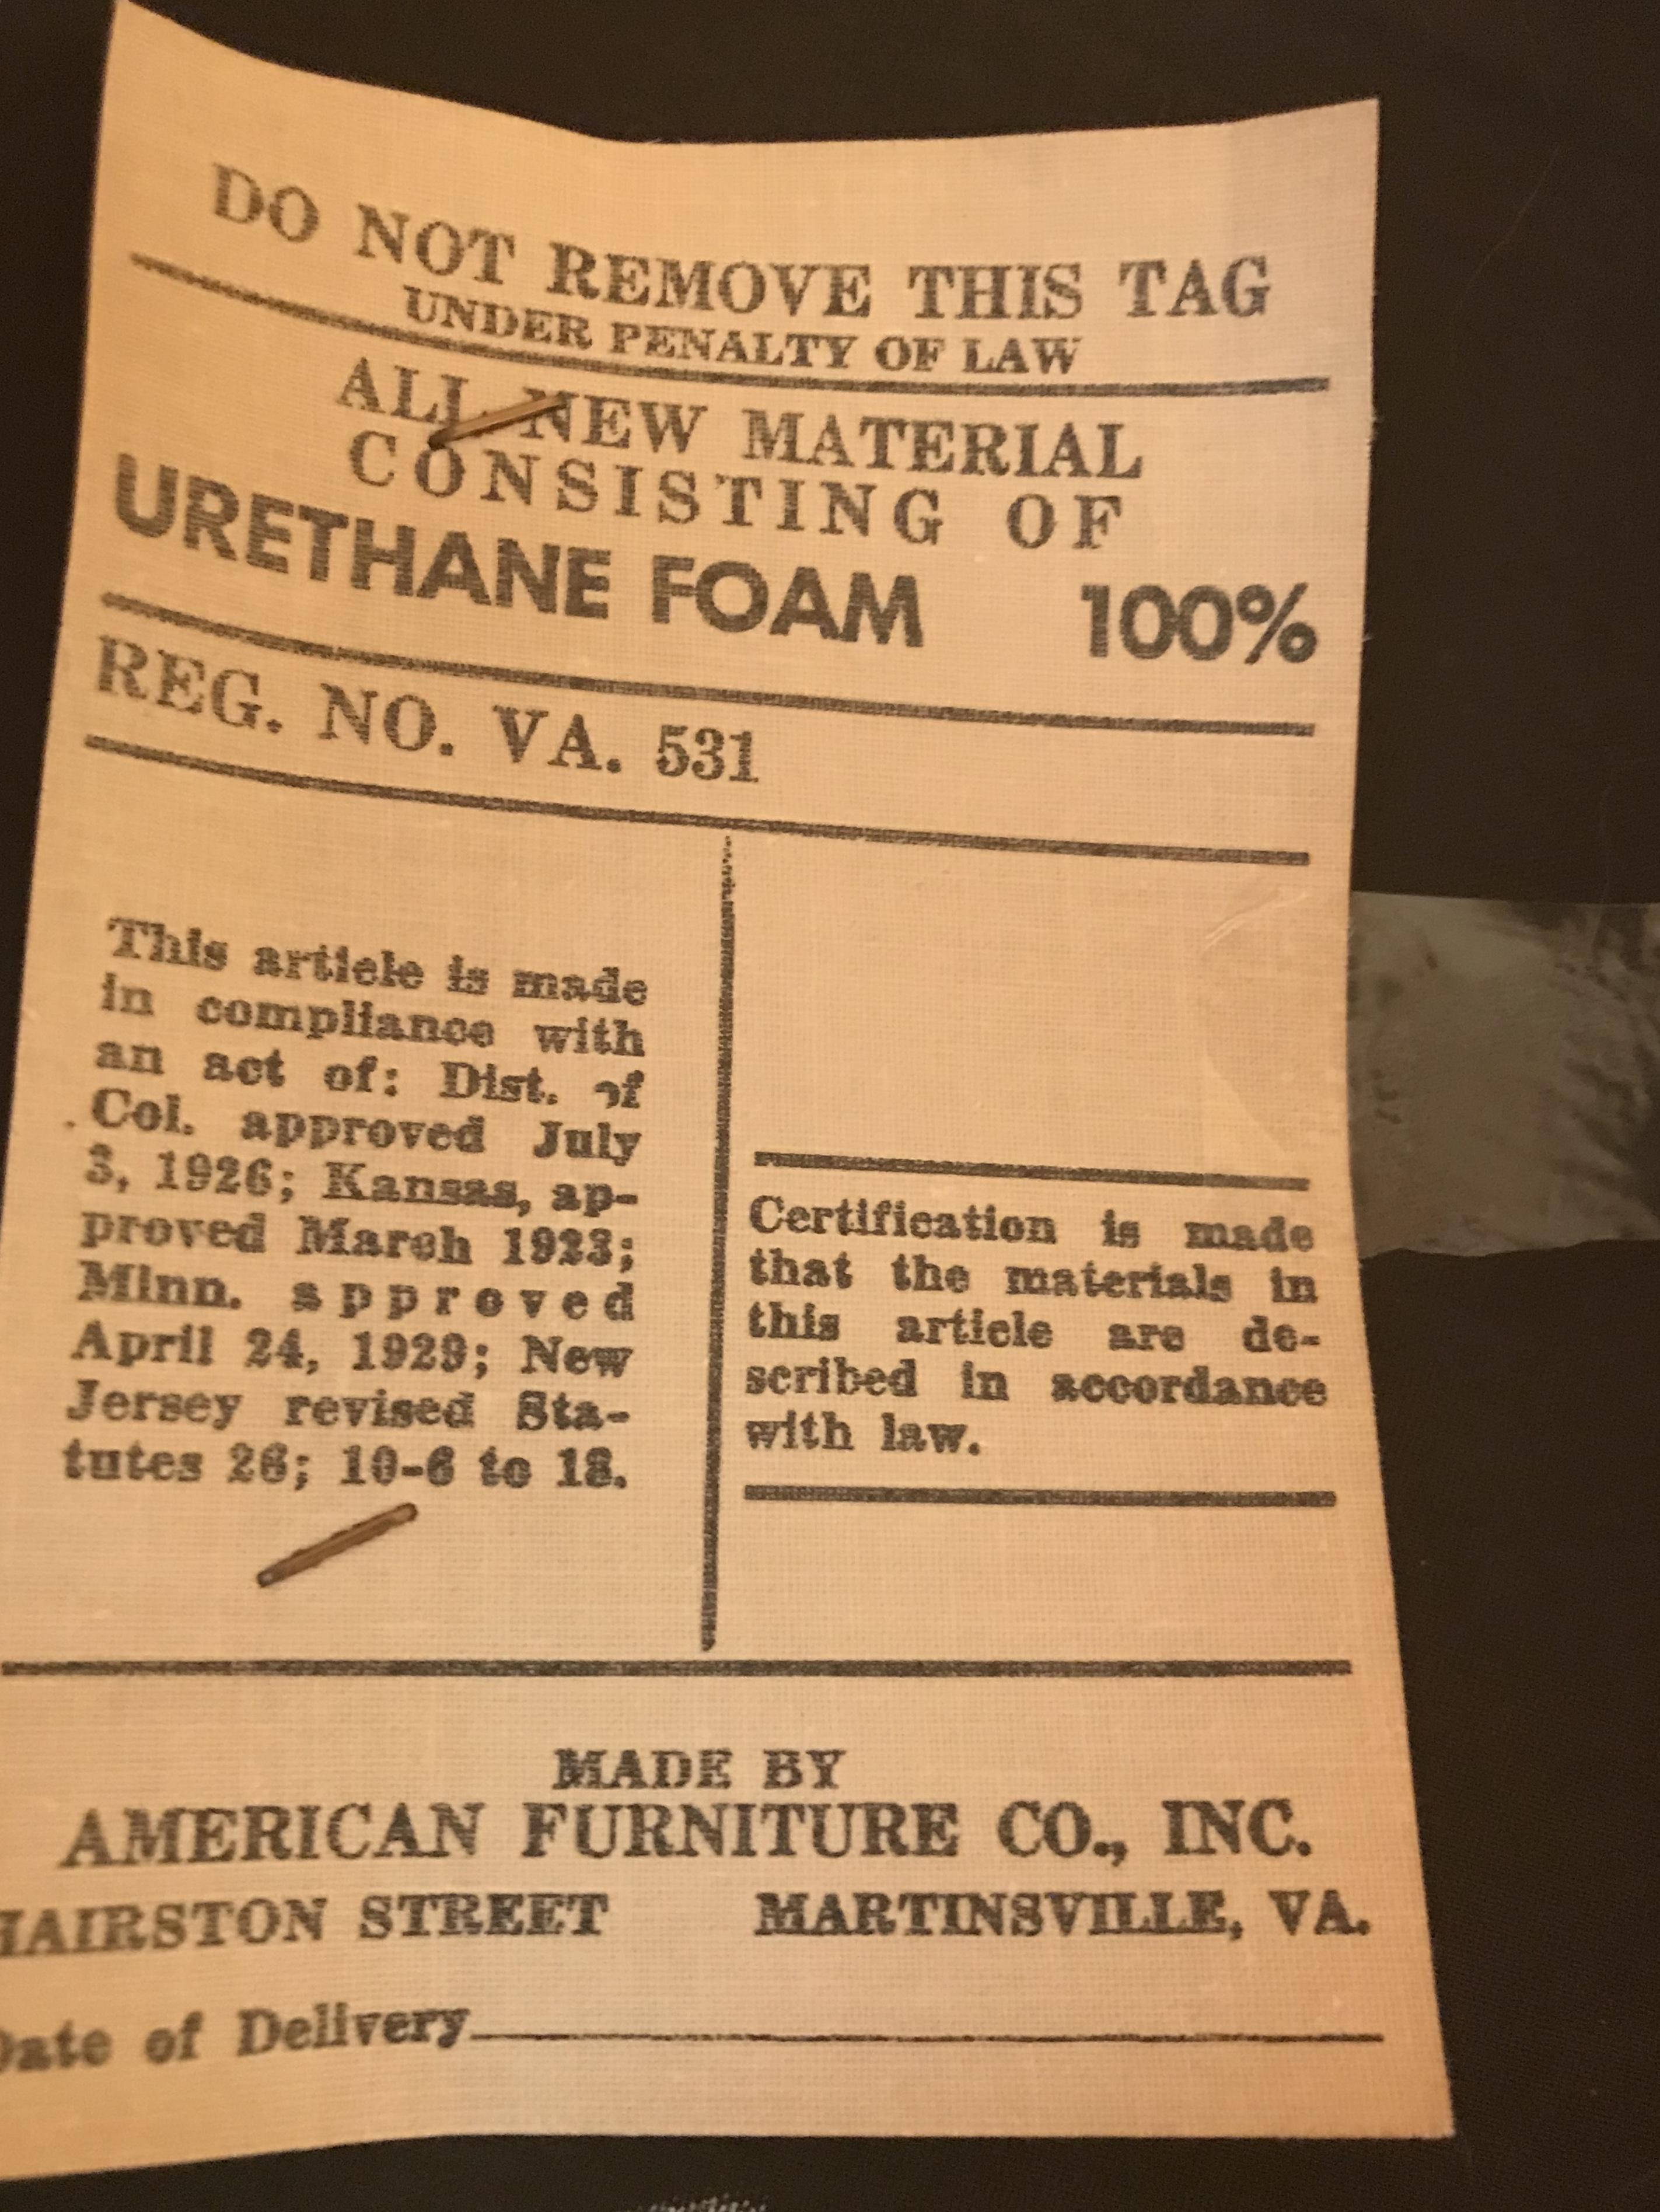 DO NOT REMOVE THIS TAG
UNDER PENALTY OF LAW
ALL NEW MATERIAL
CONSISTING OF
URETHANE FOAM 100%
REG. NO. VA. 531
This article is made
in compliance with
an act of: Dist. of
Col. approved July
3, 1926; Kansas, ap-
proved March 1923;
Minn. approved
April 24, 1929; New
Jersey revised Sta-
tutes 26; 10-6 to 18.
Certification is made
that the materials in
this article are de-
scribed in accordance
with law.
MADE BY
AMERICAN FURNITURE CO., INC.
HAIRSTON STREET MARTINSVILLE, VA.
Date of Delivery